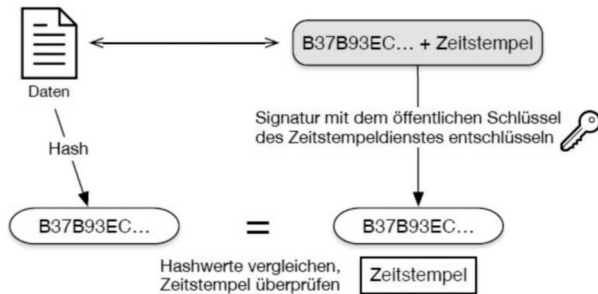 B37B93EC... + Zeitstempel
Daten
Signatur mit dem öffentlichen Schlüssel
des Zeitstempeldienstes entschlüsseln
Hash
B37B93EC...
=
B37B93EC...
Hashwerte vergleichen,
Zeitstempel überprüfen
Zeitstempel